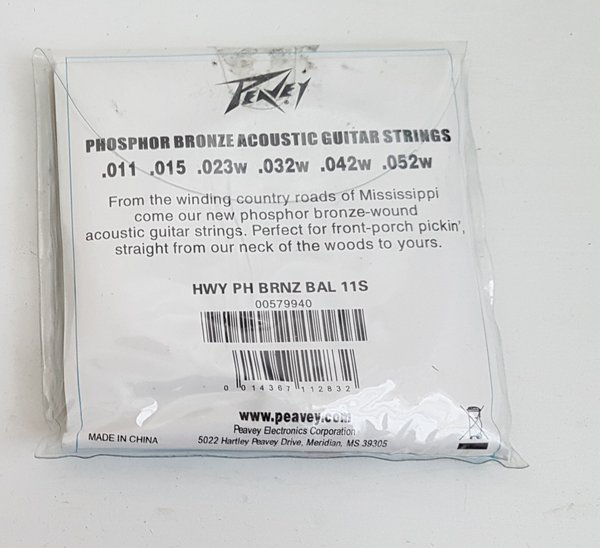 PEAVEY
PHOSPHOR BRONZE ACOUSTIC GUITAR STRINGS
.011 .015 .023w .032w .042w .052w
From the winding country roads of Mississippi
come our new phosphor bronze-wound
acoustic guitar strings. Perfect for front-porch pickin',
straight from our neck of the woods to yours.
HWY PH BRNZ BAL 11S
00579940
0 014367 112832
www.peavey.com
Peavey Electronics Corporation
MADE IN CHINA 5022 Hartley Peavey Drive, Meridian, MS 39305